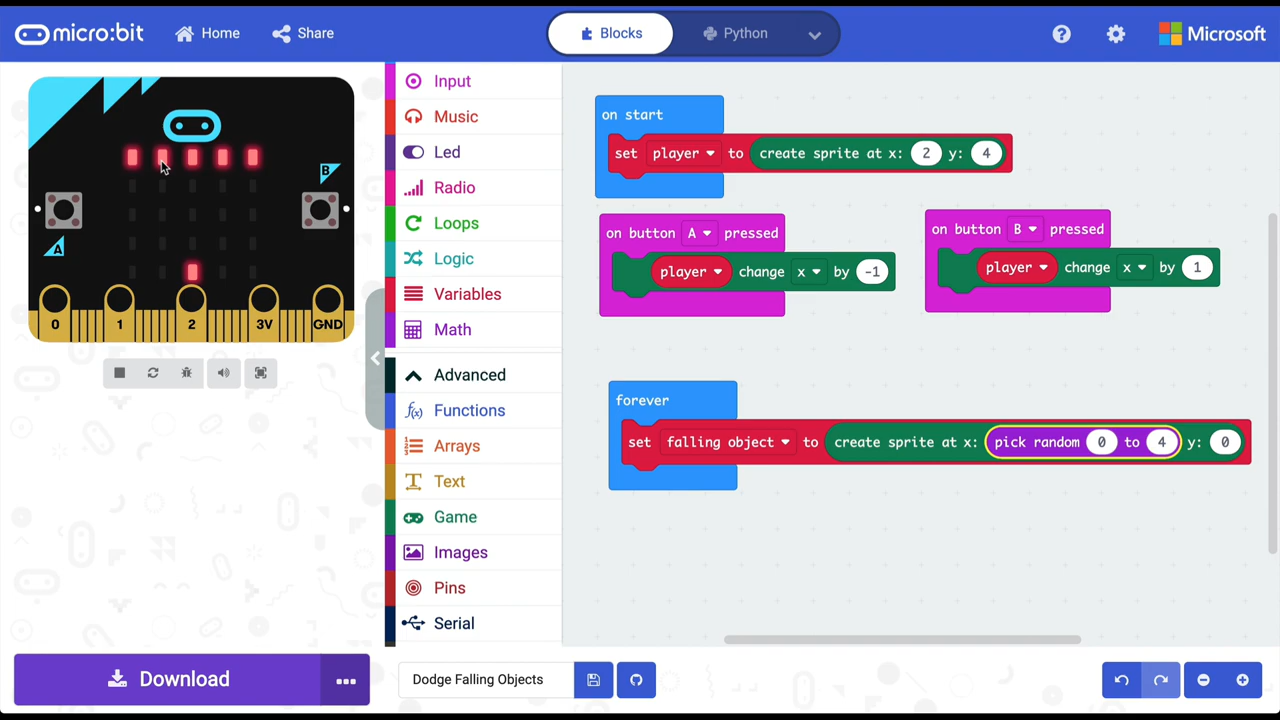 micro:bit Home Share Blocks Python Microsoft
B
A
0 1 2 3V GND
Download
Input
Music
Led
Radio
Loops
Logic
Variables
Math
Advanced
Functions
Arrays
Text
Game
Images
Pins
Serial
on start
set player to create sprite at x: 2 y: 4
on button A pressed
player change x by -1
on button B pressed
player change x by 1
forever
set falling object to create sprite at x: pick random 0 to 4 y: 0
Dodge Falling Objects